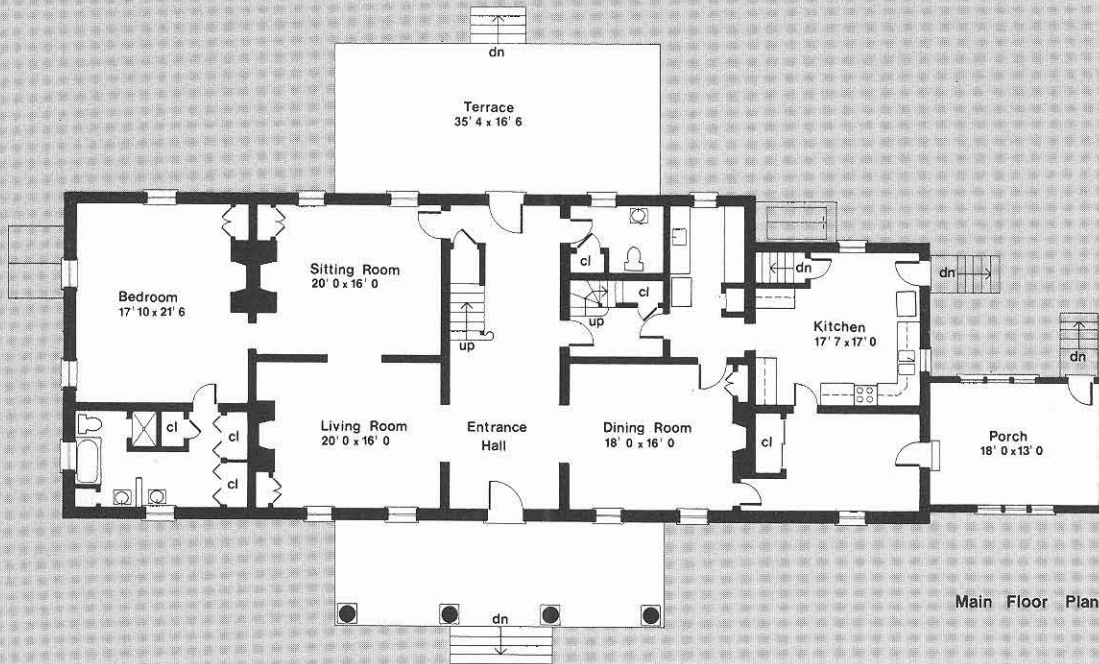 dn
Terrace
35' 4 x 16' 6
Sitting Room
20' 0 x 16' 0
Bedroom
17' 10 x 21' 6
cl
cl
up
up
dn
dn
dn
Kitchen
17' 7 x 17' 0
cl
cl
cl
Living Room
20' 0 x 16' 0
Entrance
Hall
Dining Room
18' 0 x 16' 0
cl
Porch
18' 0 x 13' 0
dn
Main Floor Plan